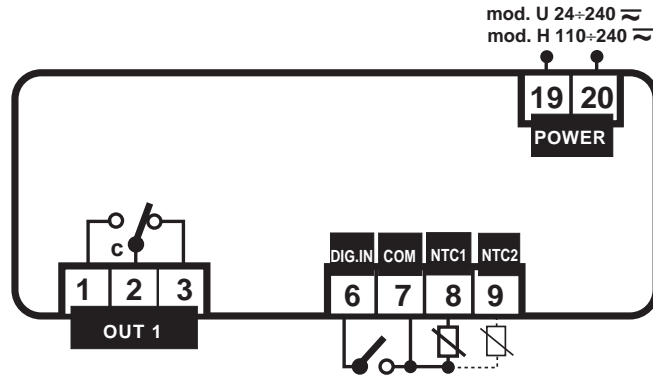 mod. U 24÷240 ⎓
mod. H 110÷240 ⎓
19 20
POWER
c
DIG.IN COM NTC1 NTC2
1 2 3
6 7 8 9
OUT 1